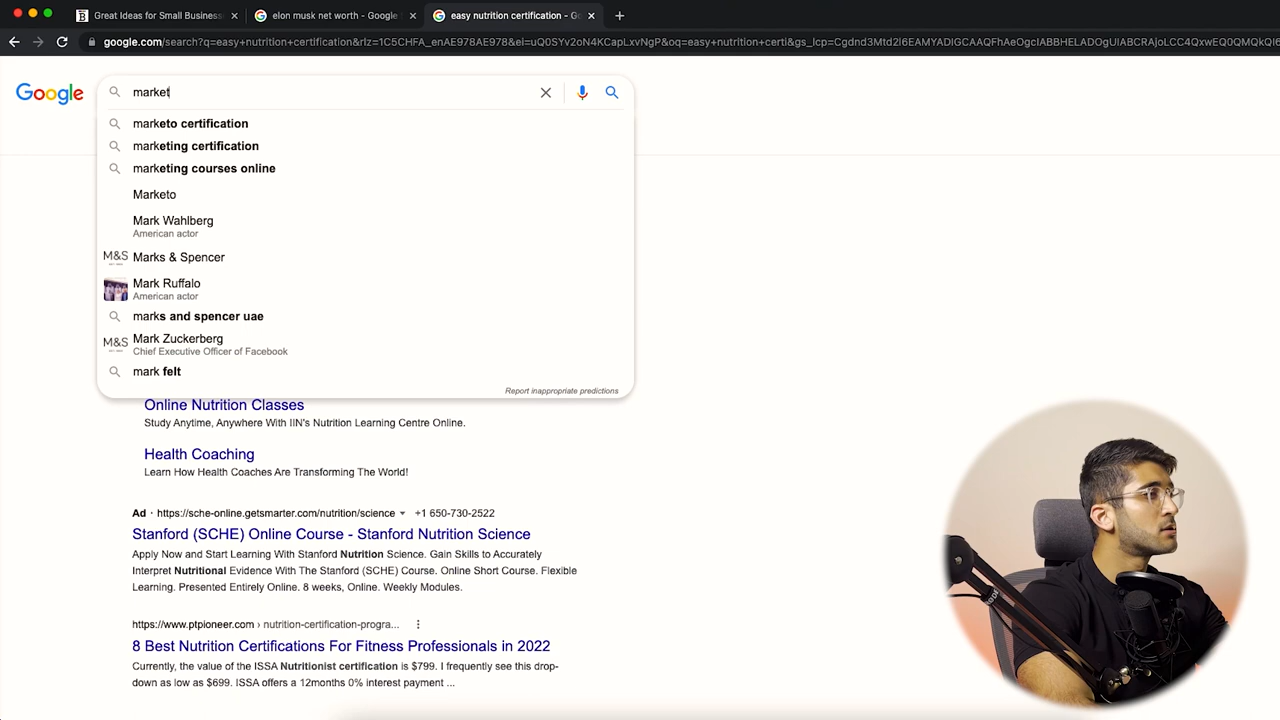 Great Ideas for Small Business
elon musk net worth - Google
easy nutrition certification - Go
google.com/search?q=easy+nutrition+certification&rlz=1C5CHFA_enAE978AE978&ei=uQ0SYv2oN4KCapLxvNgP&oq=easy+nutrition+certi&gs_lcp=Cgdnd3Mtd2l6EAMYADIGCAAQFhAeOgcIABBHELADOgUIABCRAjoLCC4QxwEQ0QMQkQI6
Google
market
marketo certification
marketing certification
marketing courses online
Marketo
Mark Wahlberg
American actor
M&S
Marks & Spencer
Mark Ruffalo
American actor
marks and spencer uae
M&S
Mark Zuckerberg
Chief Executive Officer of Facebook
mark felt
Report inappropriate predictions
Online Nutrition Classes
Study Anytime, Anywhere With IIN's Nutrition Learning Centre Online.
Health Coaching
Learn How Health Coaches Are Transforming The World!
Ad · https://sche-online.getsmarter.com/nutrition/science +1 650-730-2522
Stanford (SCHE) Online Course - Stanford Nutrition Science
Apply Now and Start Learning With Stanford Nutrition Science. Gain Skills to Accurately
Interpret Nutritional Evidence With The Stanford (SCHE) Course. Online Short Course. Flexible
Learning. Presented Entirely Online. 8 weeks, Online. Weekly Modules.
https://www.ptpioneer.com › nutrition-certification-progra...
8 Best Nutrition Certifications For Fitness Professionals in 2022
Currently, the value of the ISSA Nutritionist certification is $799. I frequently see this drop-
down as low as $699. ISSA offers a 12months 0% interest payment ...